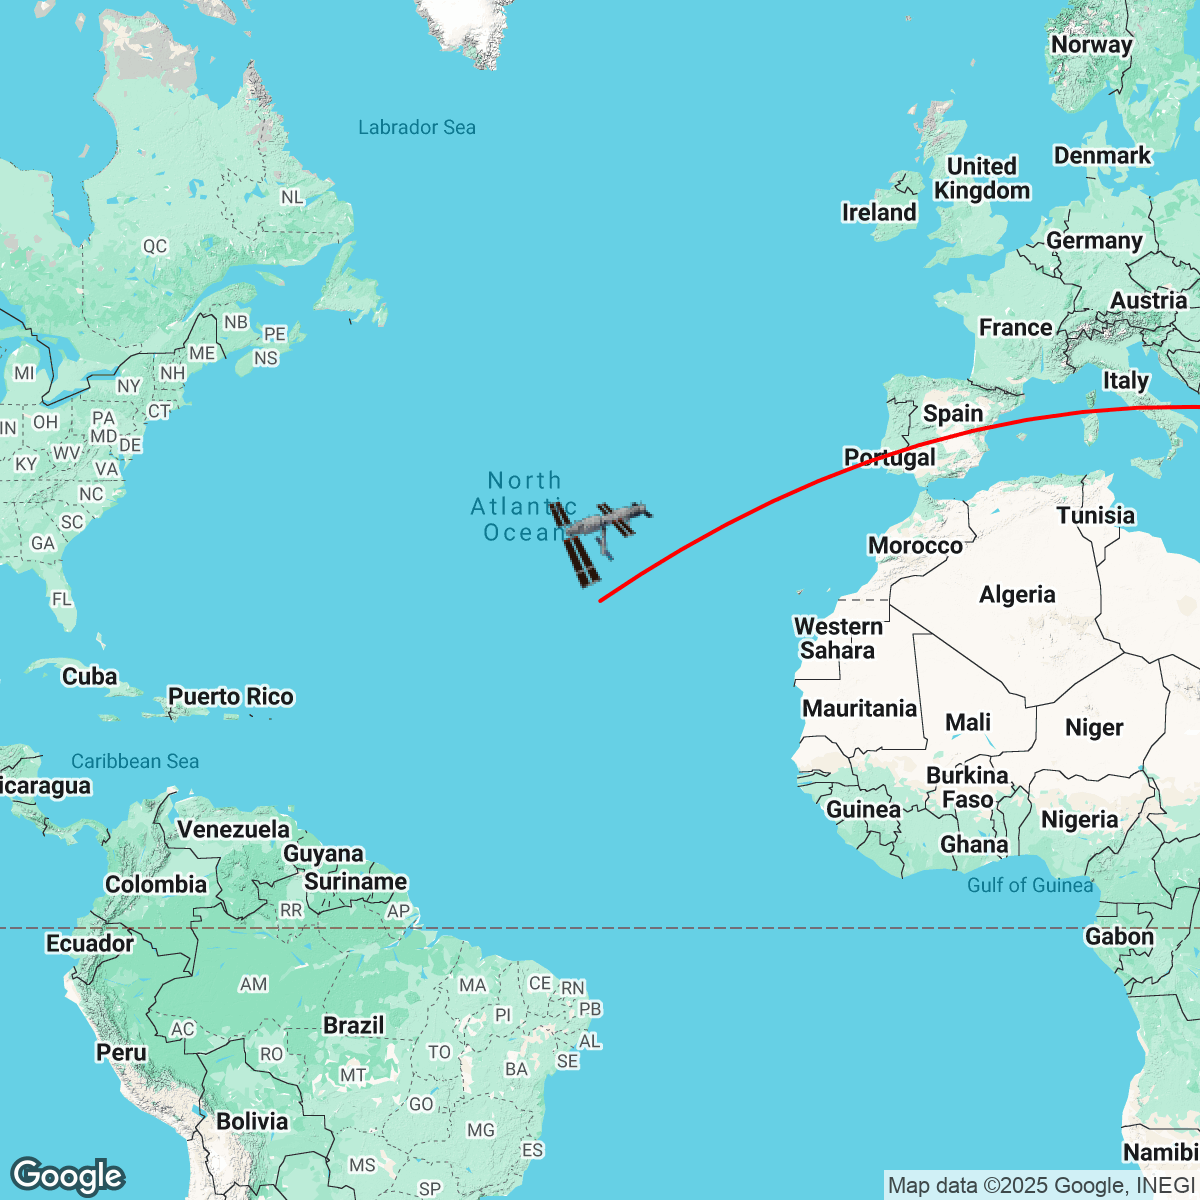 Norway
Labrador Sea
Denmark
United
Kingdom
NL
Ireland
QC
Germany
Austria
NB
France
PE
ME
NS
MI
NH
Italy
NY
CT
Spain
PA
OH
IN
MD
DE
WV
Portugal
KY
VA
North
NC
Atlantic
Tunisia
SC
Ocean
GA
Morocco
Algeria
FL
Western
Sahara
Cuba
Puerto Rico
Mauritania
Mali
Niger
Caribbean Sea
Burkina
Faso
icaragua
Guinea
Nigeria
Venezuela
Ghana
Guyana
Colombia
Suriname
Gulf of Guinea
RR
AP
Gabon
Ecuador
AM
MA
CE
RN
PI
PB
Brazil
AC
AL
Peru
RO
TO
SE
BA
MT
GO
Bolivia
MG
ES
Namibi
MS
SP
Google
Map data ©2025 Google, INEGI